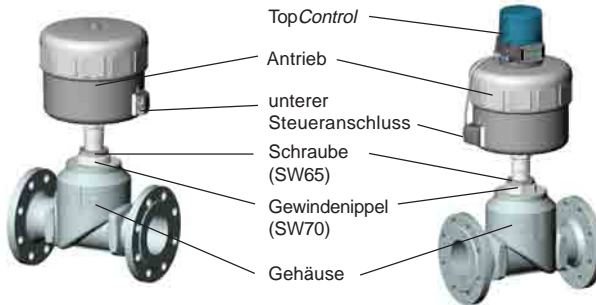 TopControl
Antrieb
unterer
Steueranschluss
Schraube
(SW65)
Gewindenippel
(SW70)
Gehäuse